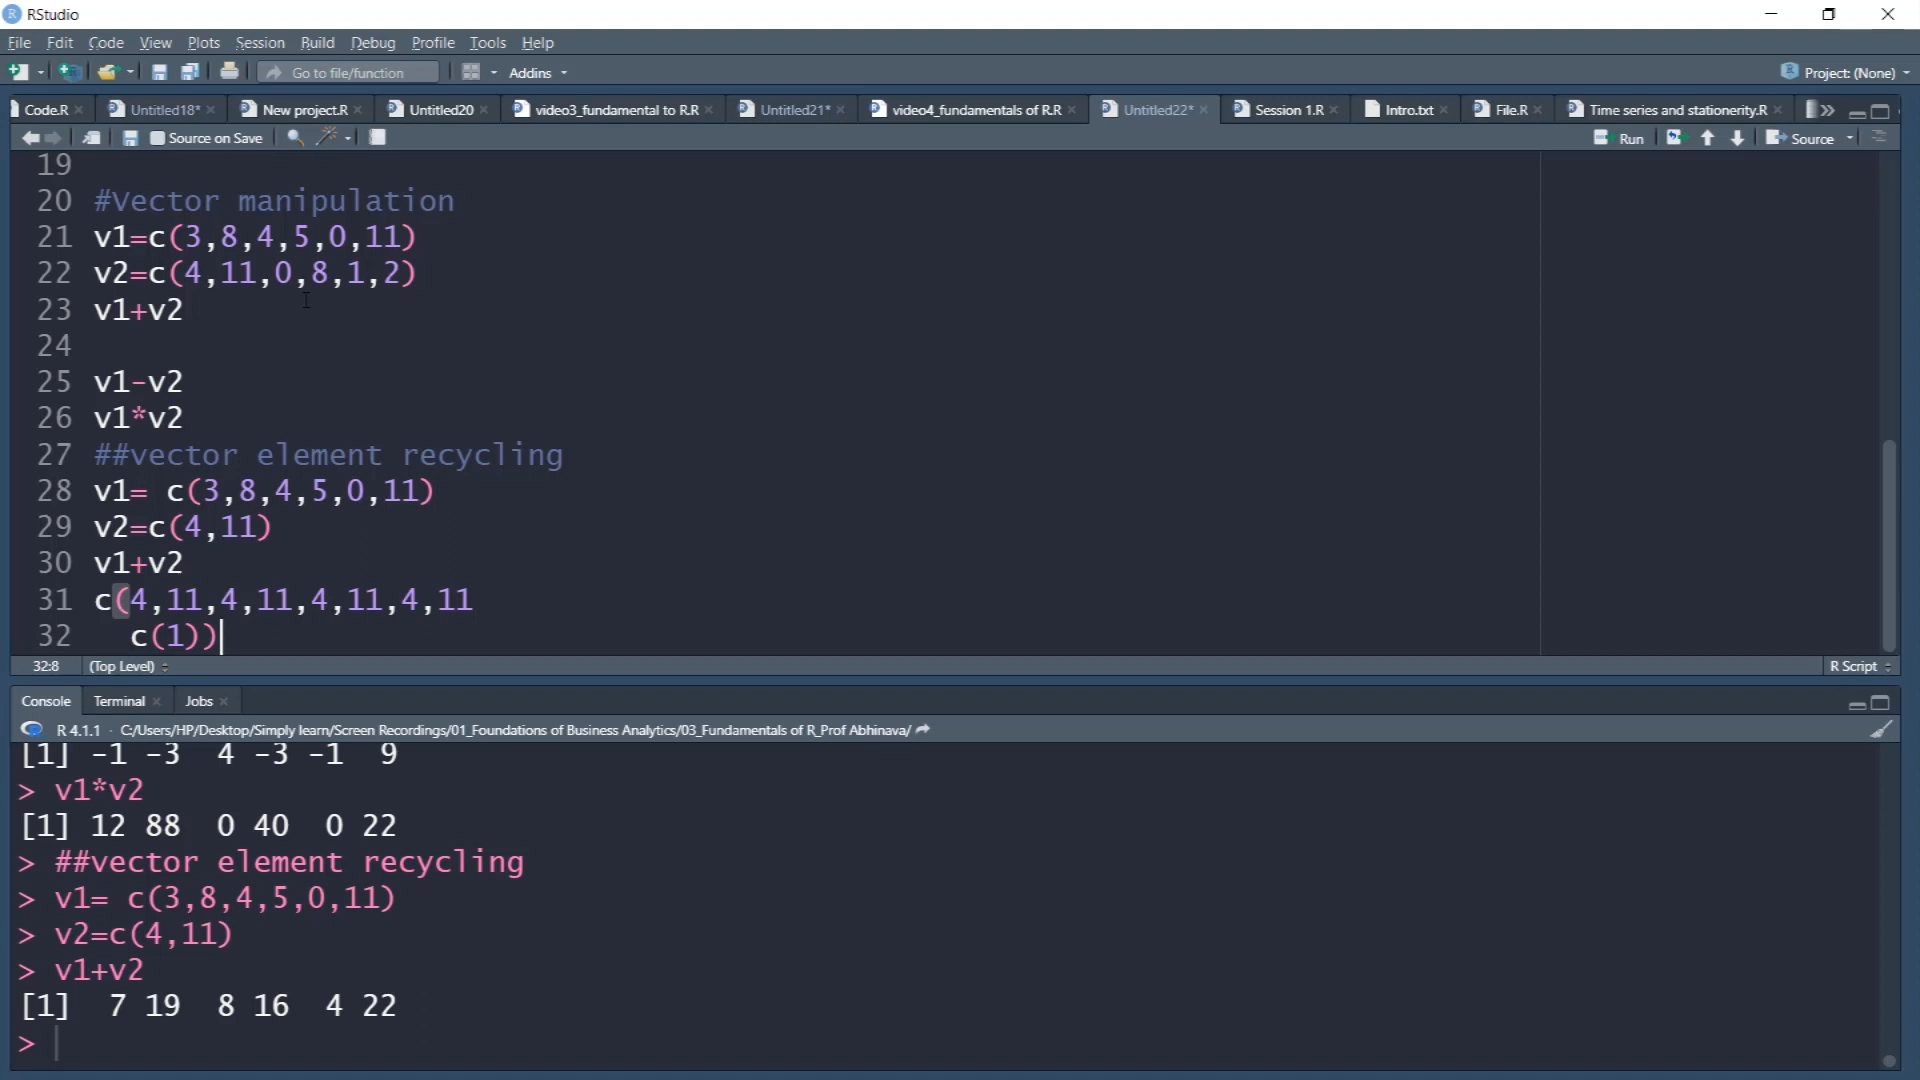 RStudio
File Edit Code View Plots Session Build Debug Profile Tools Help
Go to file/function Addins Project: (None)
Code.R Untitled18* New project.R Untitled20 video3_fundamental to R.R Untitled21* video4_fundamentals of R.R Untitled22* Session 1.R Intro.txt File.R Time series and stationerity.R
Source on Save Run Source
19
20 #Vector manipulation
21 v1=c(3,8,4,5,0,11)
22 v2=c(4,11,0,8,1,2)
23 v1+v2
24
25 v1-v2
26 v1*v2
27 ##vector element recycling
28 v1= c(3,8,4,5,0,11)
29 v2=c(4,11)
30 v1+v2
31 c(4,11,4,11,4,11,4,11
32   c(1))
32:8 (Top Level) R Script
Console Terminal Jobs
R 4.1.1 · C:/Users/HP/Desktop/Simply learn/Screen Recordings/01_Foundations of Business Analytics/03_Fundamentals of R_Prof Abhinava/
[1] -1 -3  4 -3 -1  9
> v1*v2
[1] 12 88  0 40  0 22
> ##vector element recycling
> v1= c(3,8,4,5,0,11)
> v2=c(4,11)
> v1+v2
[1]  7 19  8 16  4 22
>